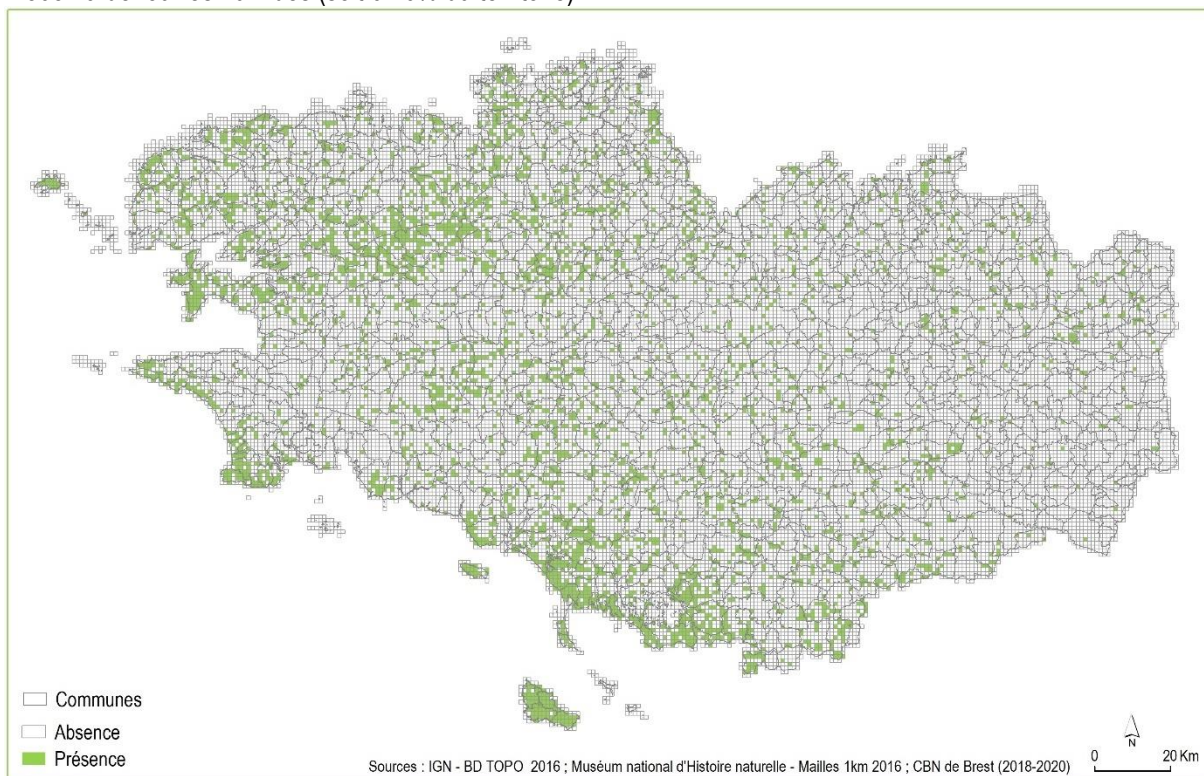 Communes
Absence
Présence
Sources : IGN - BD TOPO 2016 ; Muséum national d'Histoire naturelle - Mailles 1km 2016 ; CBN de Brest (2018-2020)
N
0 20 Km